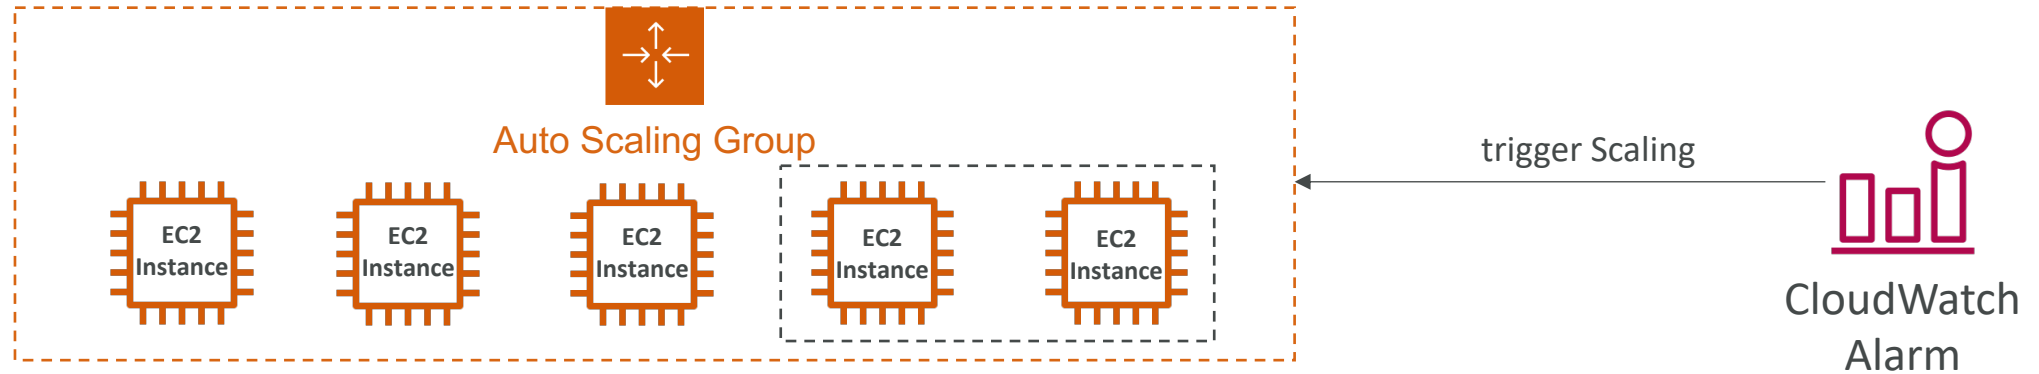 Auto Scaling Group
trigger Scaling
EC2
Instance
EC2
Instance
EC2
Instance
EC2
Instance
EC2
Instance
CloudWatch
Alarm